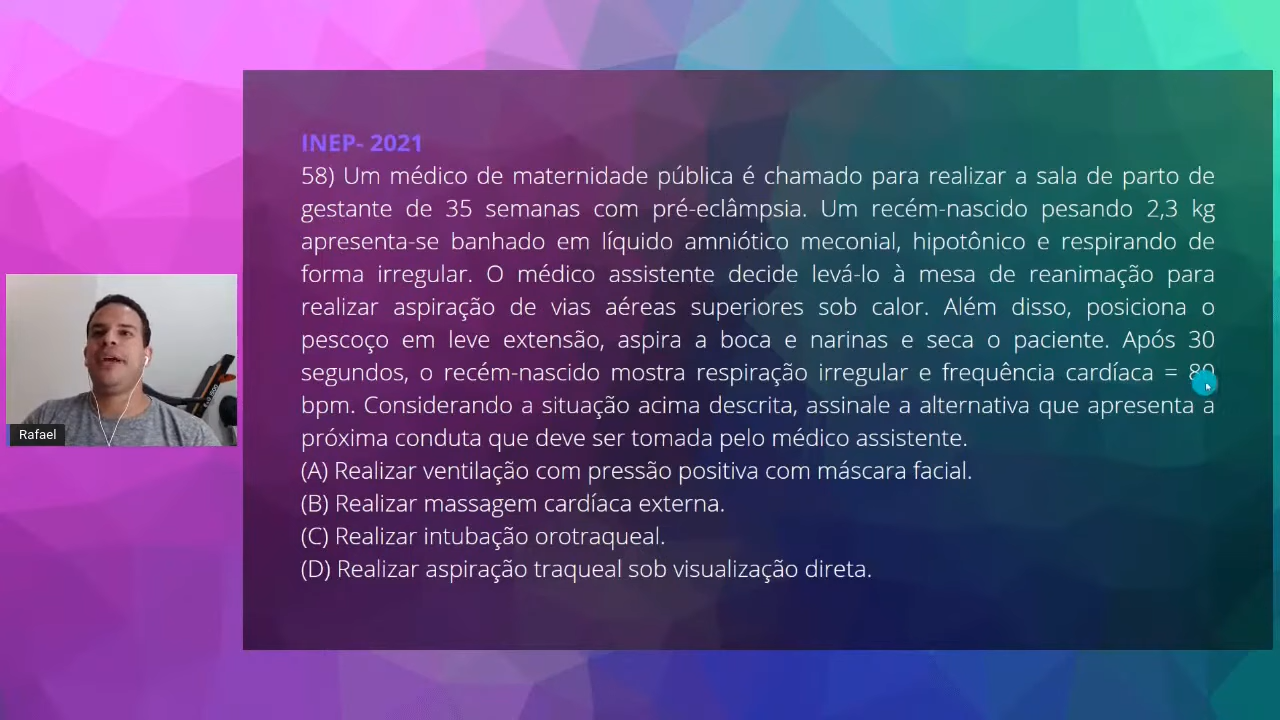 INEP- 2021
58) Um médico de maternidade pública é chamado para realizar a sala de parto de
gestante de 35 semanas com pré-eclâmpsia. Um recém-nascido pesando 2,3 kg
apresenta-se banhado em líquido amniótico meconial, hipotônico e respirando de
forma irregular. O médico assistente decide levá-lo à mesa de reanimação para
realizar aspiração de vias aéreas superiores sob calor. Além disso, posiciona o
pescoço em leve extensão, aspira a boca e narinas e seca o paciente. Após 30
segundos, o recém-nascido mostra respiração irregular e frequência cardíaca = 80
bpm. Considerando a situação acima descrita, assinale a alternativa que apresenta a
próxima conduta que deve ser tomada pelo médico assistente.
(A) Realizar ventilação com pressão positiva com máscara facial.
(B) Realizar massagem cardíaca externa.
(C) Realizar intubação orotraqueal.
(D) Realizar aspiração traqueal sob visualização direta.
Rafael